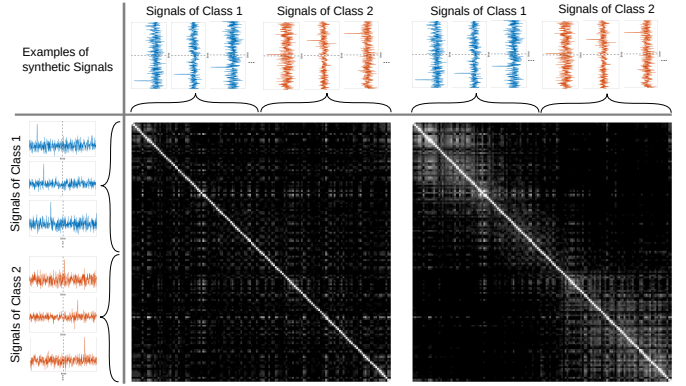 Signals of Class 1
Signals of Class 2
Signals of Class 1
Signals of Class 2
Examples of
synthetic Signals
...
...
Signals of Class 1
Signals of Class 2